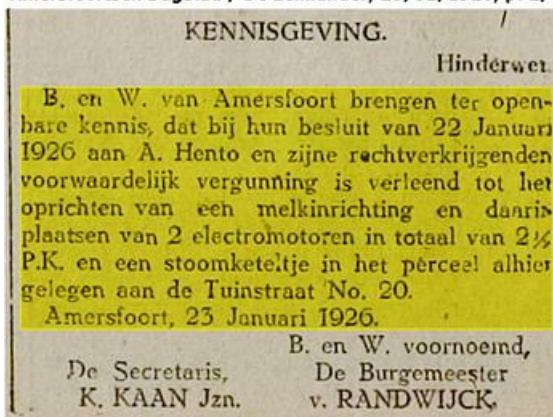 KENNISGEVING.
Hinderwet.
B. en W. van Amersfoort brengen ter open-
bare kennis, dat bij hun besluit van 22 Januari
1926 aan A. Hento en zijne rechtverkrijgenden
voorwaardelijk vergunning is verleend tot het
oprichten van een melkinrichting en daarin
plaatsen van 2 electromotoren in totaal van 2½
P.K. en een stoomketeltje in het perceel alhier
gelegen aan de Tuinstraat No. 20.
Amersfoort, 23 Januari 1926.
B. en W. voornoemd,
De Secretaris, De Burgemeester
K. KAAN Jzn. v. RANDWIJCK.